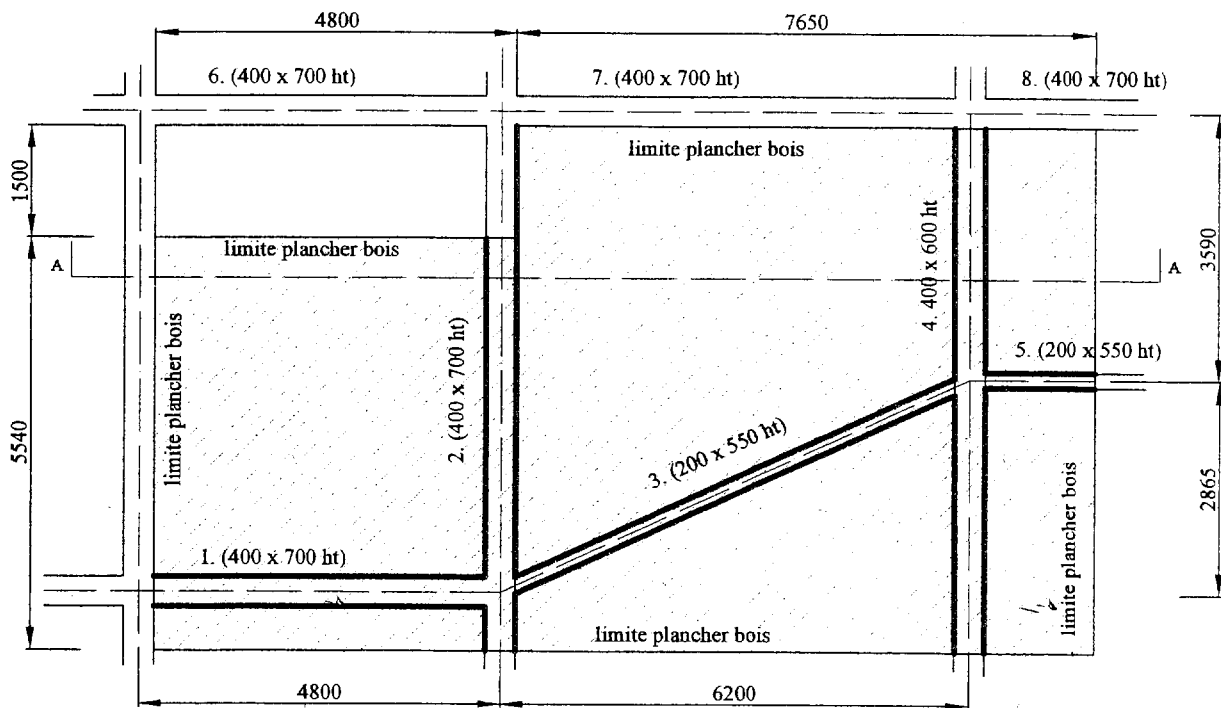 4800
7650
6. (400 x 700 ht)
7. (400 x 700 ht)
8. (400 x 700 ht)
limite plancher bois
1500
limite plancher bois
A
A
4. 400 x 600 ht
3590
limite plancher bois
2. (400 x 700 ht)
5. (200 x 550 ht)
5540
3. (200 x 550 ht)
2865
limite plancher bois
1. (400 x 700 ht)
limite plancher bois
4800
6200